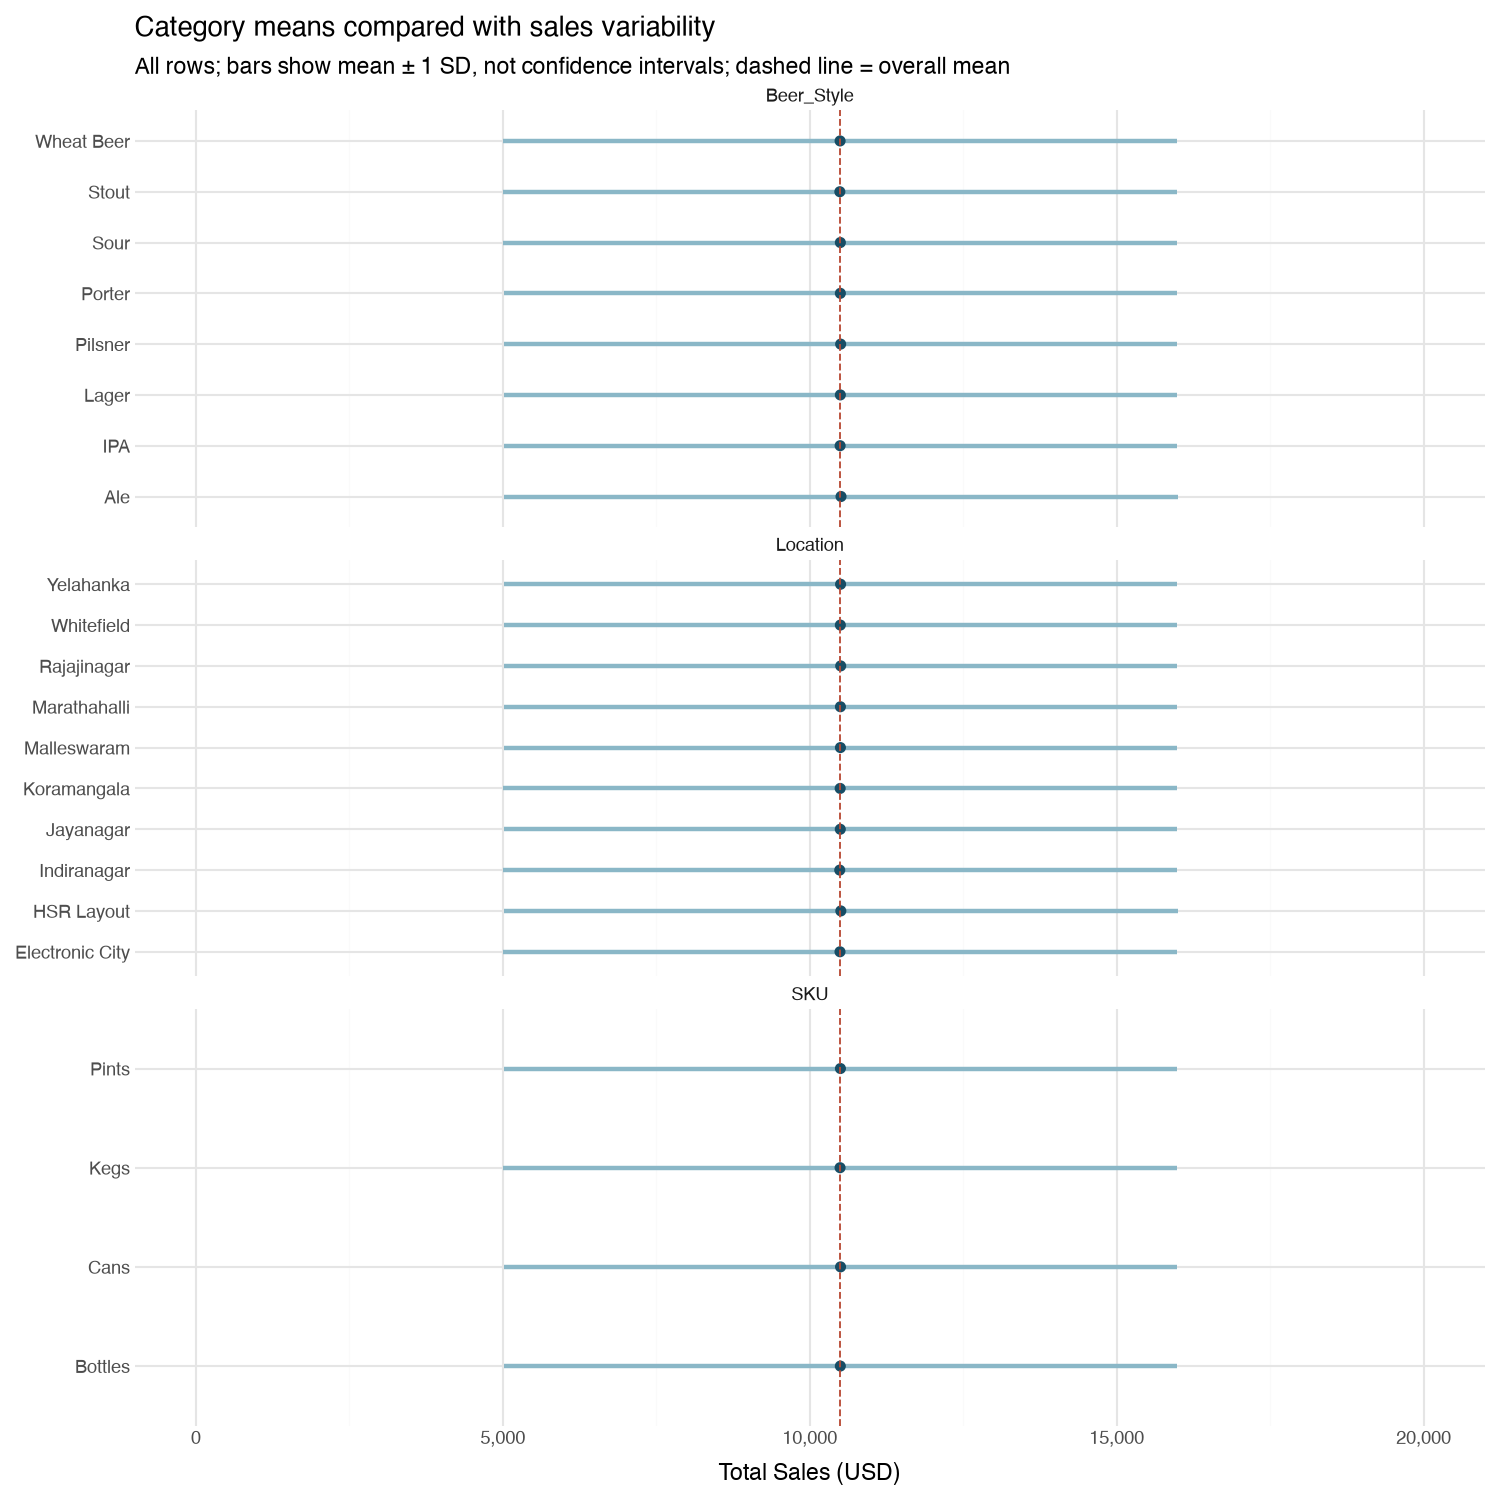 Category means compared with sales variability
All rows; bars show mean ± 1 SD, not confidence intervals; dashed line = overall mean
Beer_Style
Wheat Beer
Stout
Sour
Porter
Pilsner
Lager
IPA
Ale
Location
Yelahanka
Whitefield
Rajajinagar
Marathahalli
Malleswaram
Koramangala
Jayanagar
Indiranagar
HSR Layout
Electronic City
SKU
Pints
Kegs
Cans
Bottles
0 5,000 10,000 15,000 20,000
Total Sales (USD)